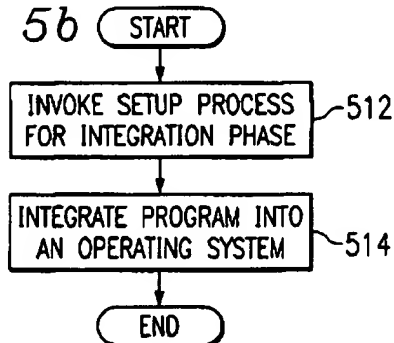 5b
START
INVOKE SETUP PROCESS
FOR INTEGRATION PHASE
512
INTEGRATE PROGRAM INTO
AN OPERATING SYSTEM
514
END